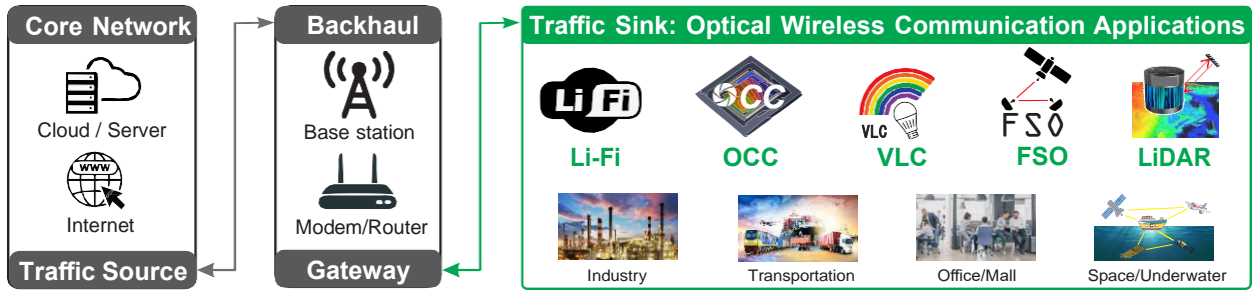 Core Network
Cloud / Server
WWW
Internet
Traffic Source
Backhaul
Base station
Modem/Router
Gateway
Traffic Sink: Optical Wireless Communication Applications
Li Fi
OCC
VLC
FSO
Li-Fi
OCC
VLC
FSO
LiDAR
Industry
Transportation
Office/Mall
Space/Underwater